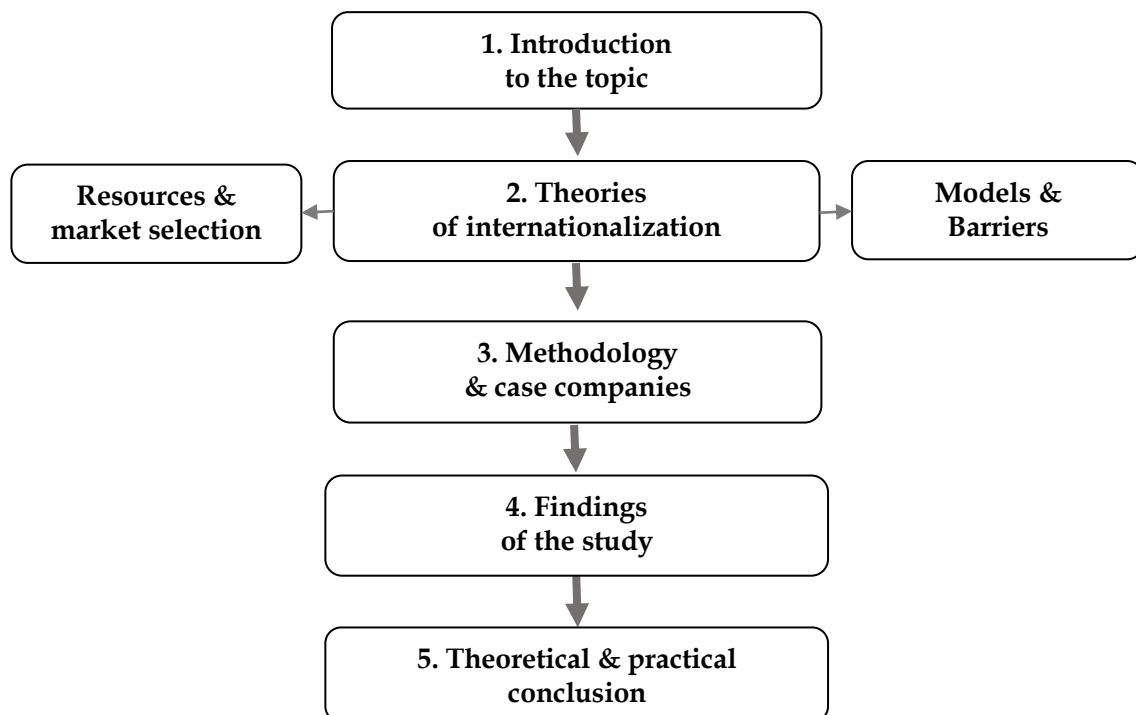 1. Introduction
to the topic
Resources &
market selection
2. Theories
of internationalization
Models &
Barriers
3. Methodology
& case companies
4. Findings
of the study
5. Theoretical & practical
conclusion